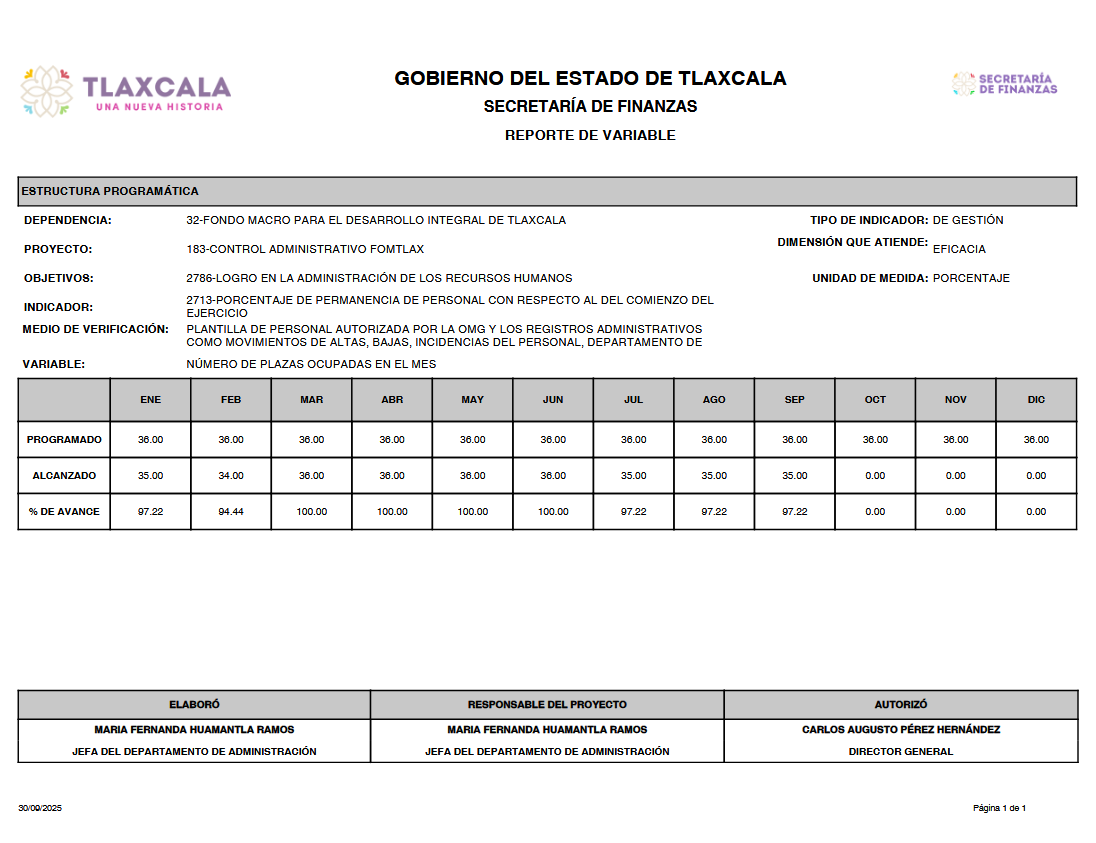 TLAXCALA
UNA NUEVA HISTORIA
GOBIERNO DEL ESTADO DE TLAXCALA
SECRETARÍA DE FINANZAS
REPORTE DE VARIABLE
SECRETARÍA
DE FINANZAS
ESTRUCTURA PROGRAMÁTICA
DEPENDENCIA: 32-FONDO MACRO PARA EL DESARROLLO INTEGRAL DE TLAXCALA TIPO DE INDICADOR: DE GESTIÓN
PROYECTO: 183-CONTROL ADMINISTRATIVO FOMTLAX DIMENSIÓN QUE ATIENDE: EFICACIA
OBJETIVOS: 2786-LOGRO EN LA ADMINISTRACIÓN DE LOS RECURSOS HUMANOS UNIDAD DE MEDIDA: PORCENTAJE
INDICADOR: 2713-PORCENTAJE DE PERMANENCIA DE PERSONAL CON RESPECTO AL DEL COMIENZO DEL
EJERCICIO
MEDIO DE VERIFICACIÓN: PLANTILLA DE PERSONAL AUTORIZADA POR LA OMG Y LOS REGISTROS ADMINISTRATIVOS
COMO MOVIMIENTOS DE ALTAS, BAJAS, INCIDENCIAS DEL PERSONAL, DEPARTAMENTO DE
VARIABLE: NÚMERO DE PLAZAS OCUPADAS EN EL MES
ENE FEB MAR ABR MAY JUN JUL AGO SEP OCT NOV DIC
PROGRAMADO 36.00 36.00 36.00 36.00 36.00 36.00 36.00 36.00 36.00 36.00 36.00 36.00
ALCANZADO 35.00 34.00 36.00 36.00 36.00 36.00 35.00 35.00 35.00 0.00 0.00 0.00
% DE AVANCE 97.22 94.44 100.00 100.00 100.00 100.00 97.22 97.22 97.22 0.00 0.00 0.00
ELABORÓ RESPONSABLE DEL PROYECTO AUTORIZÓ
MARIA FERNANDA HUAMANTLA RAMOS MARIA FERNANDA HUAMANTLA RAMOS CARLOS AUGUSTO PÉREZ HERNÁNDEZ
JEFA DEL DEPARTAMENTO DE ADMINISTRACIÓN JEFA DEL DEPARTAMENTO DE ADMINISTRACIÓN DIRECTOR GENERAL
30/09/2025 Página 1 de 1